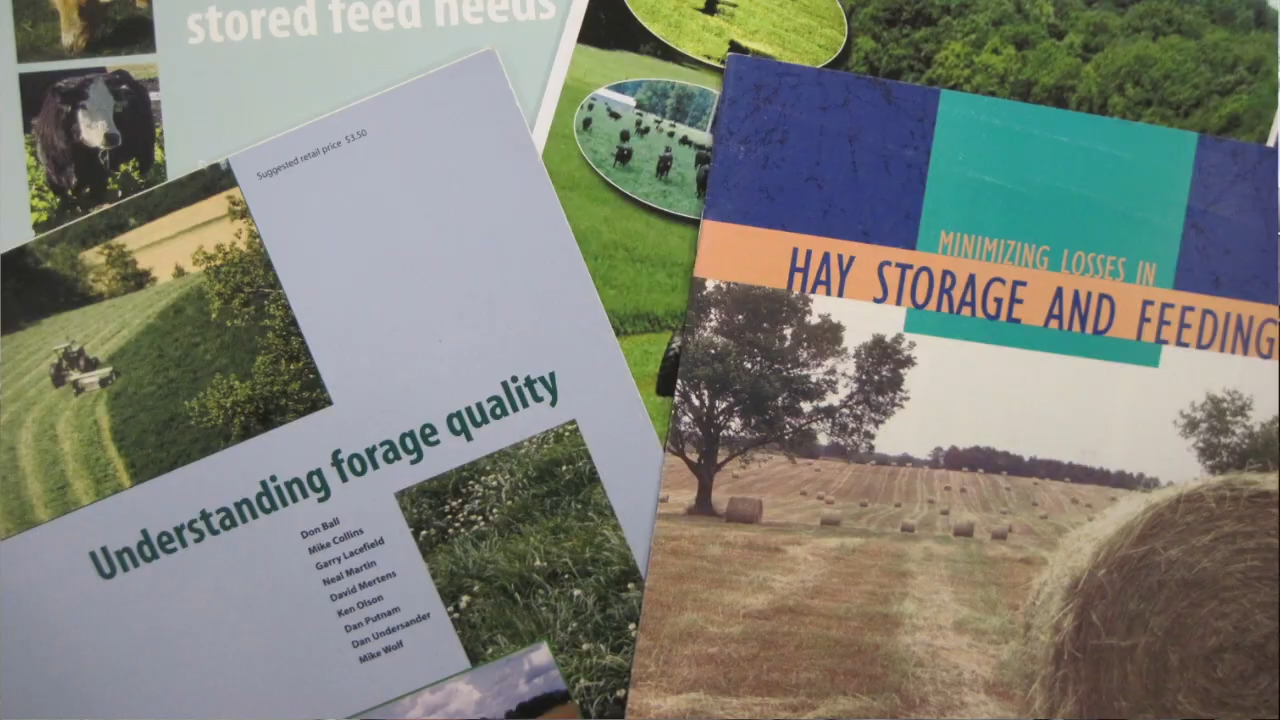 stored feed needs
Suggested retail price $3.50
Understanding forage quality
Don Ball
Mike Collins
Garry Lacefield
Neal Martin
David Mertens
Ken Olson
Dan Putnam
Dan Undersander
Mike Wolf
MINIMIZING LOSSES IN
HAY STORAGE AND FEEDING